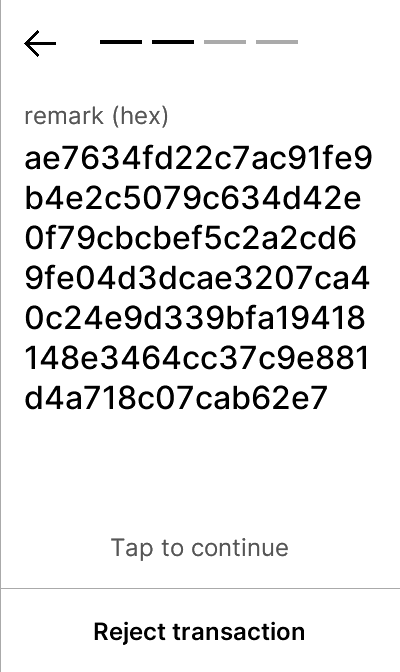 remark (hex)
ae7634fd22c7ac91fe9
b4e2c5079c634d42e
0f79cbcbef5c2a2cd6
9fe04d3dcae3207ca4
0c24e9d339bfa19418
148e3464cc37c9e881
d4a718c07cab62e7
Tap to continue
Reject transaction